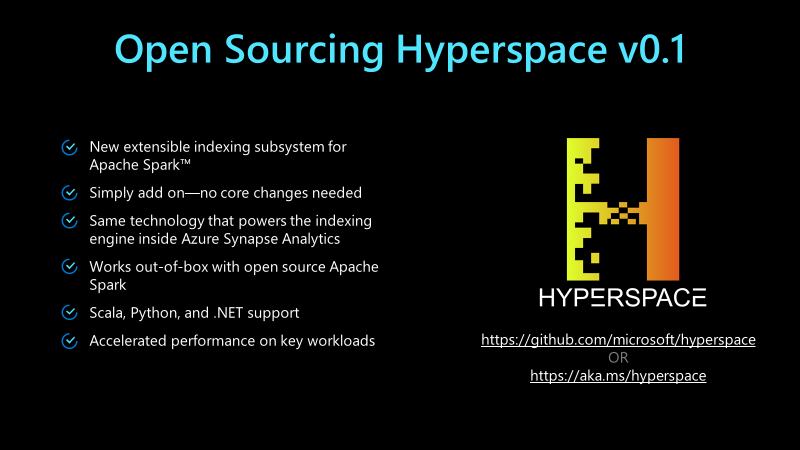 Open Sourcing Hyperspace v0.1
New extensible indexing subsystem for
Apache Spark™
Simply add on—no core changes needed
Same technology that powers the indexing
engine inside Azure Synapse Analytics
Works out-of-box with open source Apache
Spark
Scala, Python, and .NET support
Accelerated performance on key workloads
HYPERSPACE
https://github.com/microsoft/hyperspace
OR
https://aka.ms/hyperspace